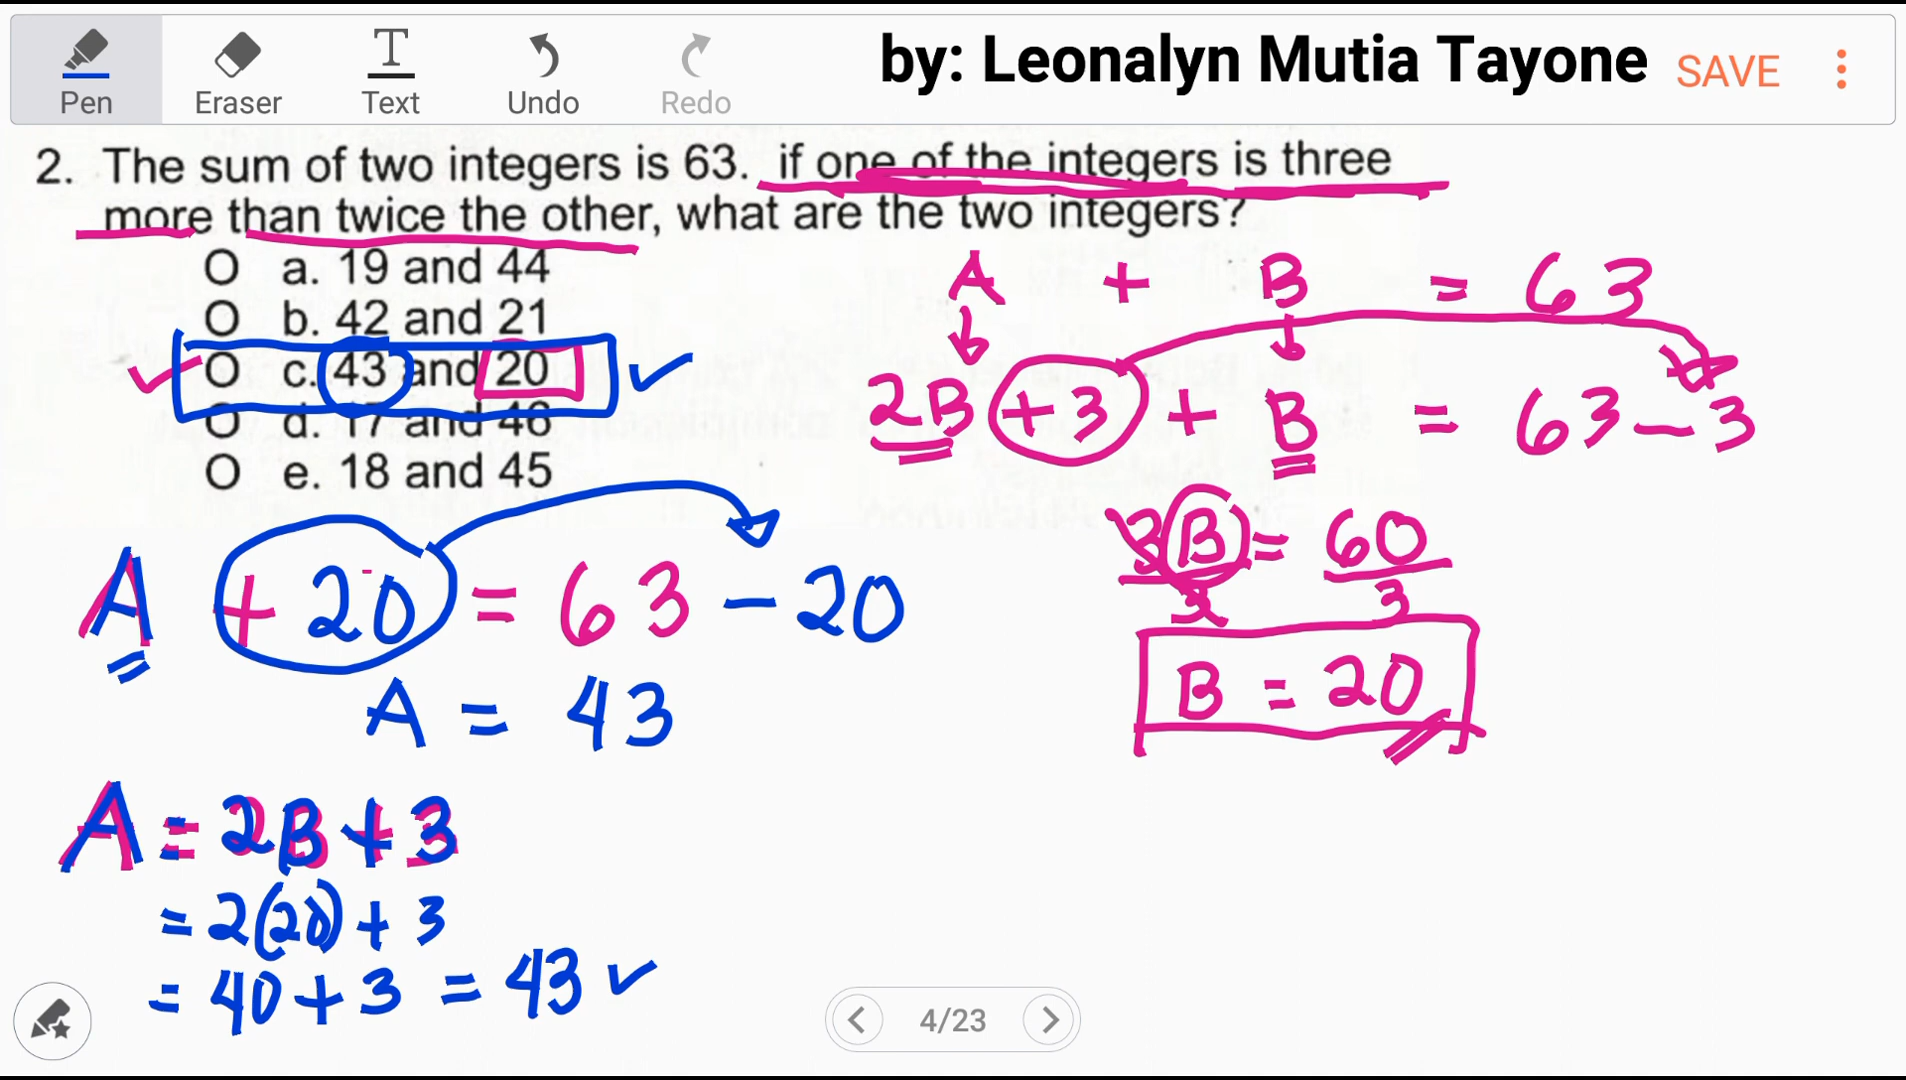 by: Leonalyn Mutia Tayone
Pen Eraser Text Undo Redo SAVE
2. The sum of two integers is 63. if one of the integers is three
more than twice the other, what are the two integers?
O a. 19 and 44
O b. 42 and 21
O c. 43 and 20
O d. 17 and 46
O e. 18 and 45
A + B = 63
2B + 3 + B = 63 - 3
3B = 60
3 3
B = 20
A + 20 = 63 - 20
A = 43
A = 2B + 3
= 2(20) + 3
= 40 + 3 = 43 ✓
4/23